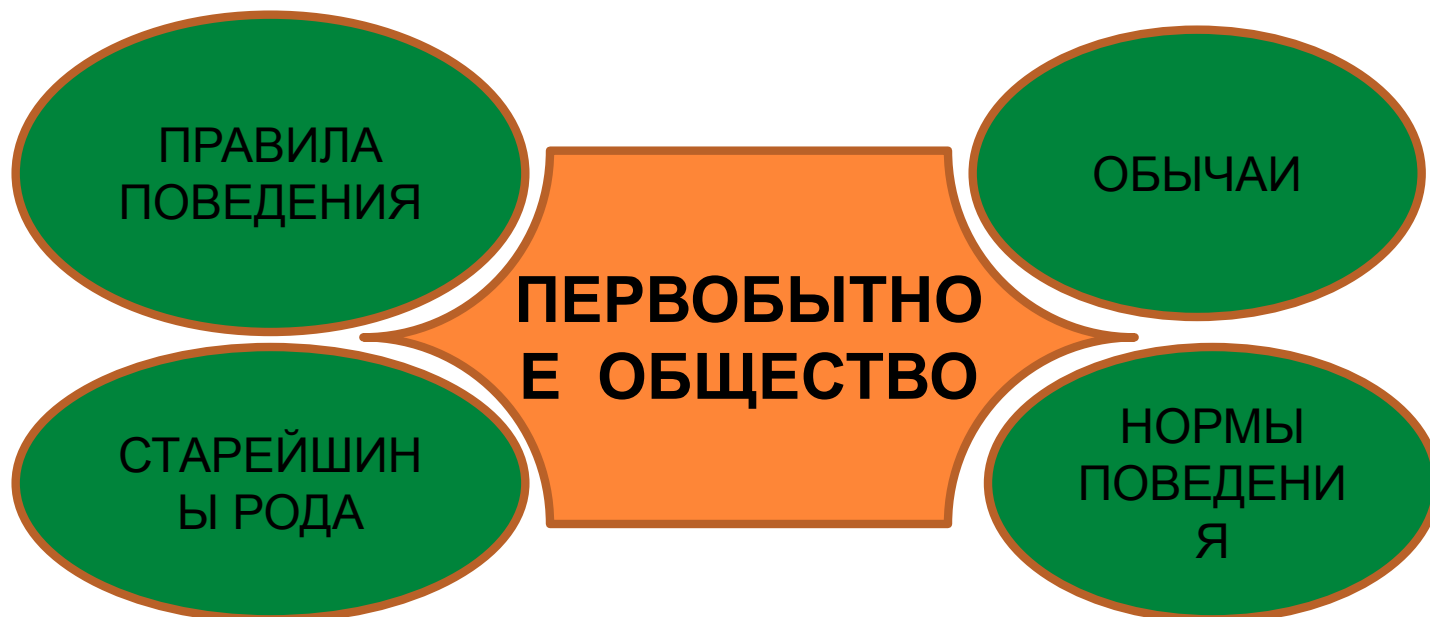 ПРАВИЛА
ПОВЕДЕНИЯ
ОБЫЧАИ
ПЕРВОБЫТНО
Е ОБЩЕСТВО
СТАРЕЙШИН
Ы РОДА
НОРМЫ
ПОВЕДЕНИ
Я